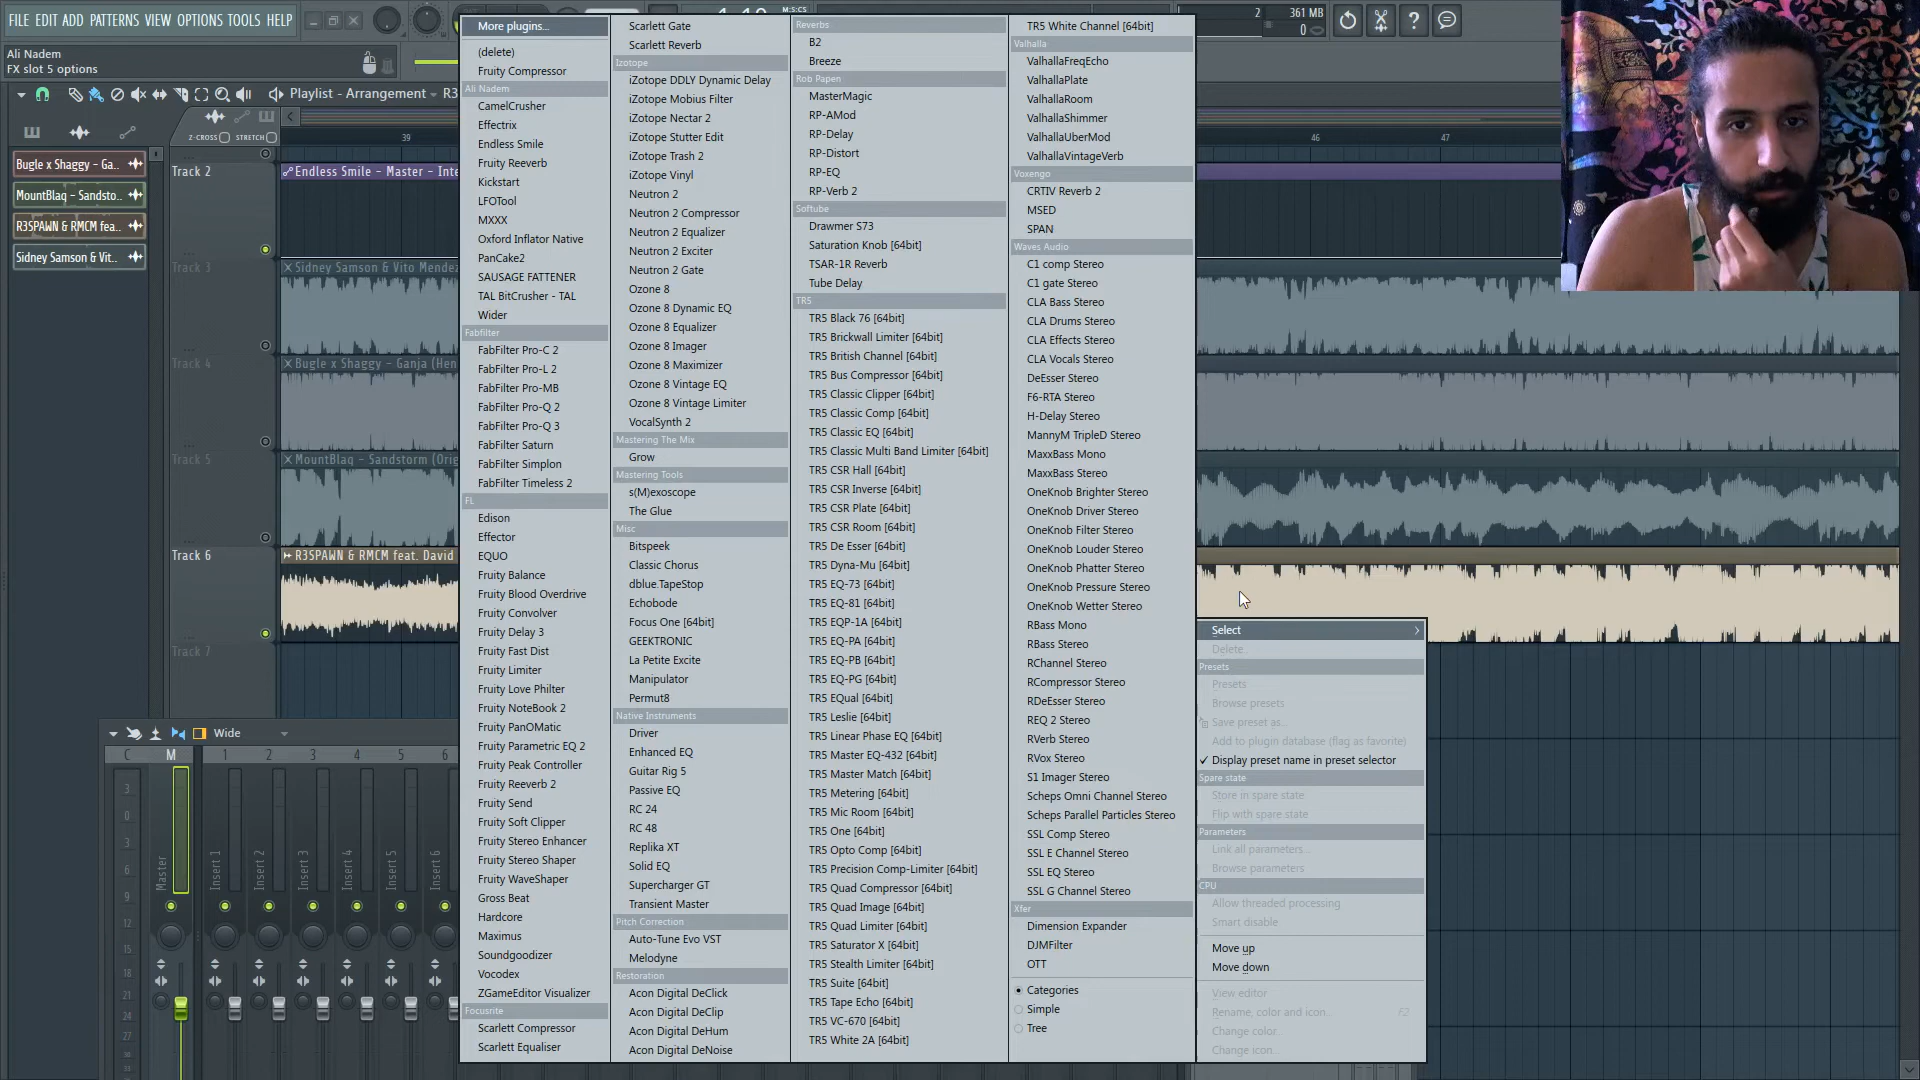 FILE EDIT ADD PATTERNS VIEW OPTIONS TOOLS HELP
2
361 MB
0
Ali Nadem
FX slot 5 options
Playlist - Arrangement
R3
Z-CROSS
STRETCH
39
46
47
Bugle x Shaggy - Ga..
MountBlaq - Sandsto..
R3SPAWN & RMCM fea..
Sidney Samson & Vit..
Track 2
Endless Smile - Master - Inte
Track 3
Sidney Samson & Vito Mendez
Track 4
Bugle x Shaggy - Ganja (Hen
Track 5
MountBlaq - Sandstorm (Orig
Track 6
R3SPAWN & RMCM feat. David
Track 7
Wide
C
M
1
2
3
4
5
6
Master
Insert 1
Insert 2
Insert 3
Insert 4
Insert 5
Insert 6
3
0
3
6
9
12
15
18
21
24
27
More plugins...
(delete)
Fruity Compressor
Ali Nadem
CamelCrusher
Effectrix
Endless Smile
Fruity Reeverb
Kickstart
LFOTool
MXXX
Oxford Inflator Native
PanCake2
SAUSAGE FATTENER
TAL BitCrusher - TAL
Wider
Fabfilter
FabFilter Pro-C 2
FabFilter Pro-L 2
FabFilter Pro-MB
FabFilter Pro-Q 2
FabFilter Pro-Q 3
FabFilter Saturn
FabFilter Simplon
FabFilter Timeless 2
FL
Edison
Effector
EQUO
Fruity Balance
Fruity Blood Overdrive
Fruity Convolver
Fruity Delay 3
Fruity Fast Dist
Fruity Limiter
Fruity Love Philter
Fruity NoteBook 2
Fruity PanOMatic
Fruity Parametric EQ 2
Fruity Peak Controller
Fruity Reeverb 2
Fruity Send
Fruity Soft Clipper
Fruity Stereo Enhancer
Fruity Stereo Shaper
Fruity WaveShaper
Gross Beat
Hardcore
Maximus
Soundgoodizer
Vocodex
ZGameEditor Visualizer
Focusrite
Scarlett Compressor
Scarlett Equaliser
Scarlett Gate
Scarlett Reverb
Izotope
iZotope DDLY Dynamic Delay
iZotope Mobius Filter
iZotope Nectar 2
iZotope Stutter Edit
iZotope Trash 2
iZotope Vinyl
Neutron 2
Neutron 2 Compressor
Neutron 2 Equalizer
Neutron 2 Exciter
Neutron 2 Gate
Ozone 8
Ozone 8 Dynamic EQ
Ozone 8 Equalizer
Ozone 8 Imager
Ozone 8 Maximizer
Ozone 8 Vintage EQ
Ozone 8 Vintage Limiter
VocalSynth 2
Mastering The Mix
Grow
Mastering Tools
s(M)exoscope
The Glue
Misc
Bitspeek
Classic Chorus
dblue.TapeStop
Echobode
Focus One [64bit]
GEEKTRONIC
La Petite Excite
Manipulator
Permut8
Native Instruments
Driver
Enhanced EQ
Guitar Rig 5
Passive EQ
RC 24
RC 48
Replika XT
Solid EQ
Supercharger GT
Transient Master
Pitch Correction
Auto-Tune Evo VST
Melodyne
Restoration
Acon Digital DeClick
Acon Digital DeClip
Acon Digital DeHum
Acon Digital DeNoise
Reverbs
B2
Breeze
Rob Papen
MasterMagic
RP-AMod
RP-Delay
RP-Distort
RP-EQ
RP-Verb 2
Softube
Drawmer S73
Saturation Knob [64bit]
TSAR-1R Reverb
Tube Delay
TR5
TR5 Black 76 [64bit]
TR5 Brickwall Limiter [64bit]
TR5 British Channel [64bit]
TR5 Bus Compressor [64bit]
TR5 Classic Clipper [64bit]
TR5 Classic Comp [64bit]
TR5 Classic EQ [64bit]
TR5 Classic Multi Band Limiter [64bit]
TR5 CSR Hall [64bit]
TR5 CSR Inverse [64bit]
TR5 CSR Plate [64bit]
TR5 CSR Room [64bit]
TR5 De Esser [64bit]
TR5 Dyna-Mu [64bit]
TR5 EQ-73 [64bit]
TR5 EQ-81 [64bit]
TR5 EQP-1A [64bit]
TR5 EQ-PA [64bit]
TR5 EQ-PB [64bit]
TR5 EQ-PG [64bit]
TR5 EQual [64bit]
TR5 Leslie [64bit]
TR5 Linear Phase EQ [64bit]
TR5 Master EQ-432 [64bit]
TR5 Master Match [64bit]
TR5 Metering [64bit]
TR5 Mic Room [64bit]
TR5 One [64bit]
TR5 Opto Comp [64bit]
TR5 Precision Comp-Limiter [64bit]
TR5 Quad Compressor [64bit]
TR5 Quad Image [64bit]
TR5 Quad Limiter [64bit]
TR5 Saturator X [64bit]
TR5 Stealth Limiter [64bit]
TR5 Suite [64bit]
TR5 Tape Echo [64bit]
TR5 VC-670 [64bit]
TR5 White 2A [64bit]
TR5 White Channel [64bit]
Valhalla
ValhallaFreqEcho
ValhallaPlate
ValhallaRoom
ValhallaShimmer
ValhallaUberMod
ValhallaVintageVerb
Voxengo
CRTIV Reverb 2
MSED
SPAN
Waves Audio
C1 comp Stereo
C1 gate Stereo
CLA Bass Stereo
CLA Drums Stereo
CLA Effects Stereo
CLA Vocals Stereo
DeEsser Stereo
F6-RTA Stereo
H-Delay Stereo
MannyM TripleD Stereo
MaxxBass Mono
MaxxBass Stereo
OneKnob Brighter Stereo
OneKnob Driver Stereo
OneKnob Filter Stereo
OneKnob Louder Stereo
OneKnob Phatter Stereo
OneKnob Pressure Stereo
OneKnob Wetter Stereo
RBass Mono
RBass Stereo
RChannel Stereo
RCompressor Stereo
RDeEsser Stereo
REQ 2 Stereo
RVerb Stereo
RVox Stereo
S1 Imager Stereo
Scheps Omni Channel Stereo
Scheps Parallel Particles Stereo
SSL Comp Stereo
SSL E Channel Stereo
SSL EQ Stereo
SSL G Channel Stereo
Xfer
Dimension Expander
DJMFilter
OTT
Categories
Simple
Tree
Select
Delete..
Presets
Presets
Browse presets
Save preset as...
Add to plugin database (flag as favorite)
Display preset name in preset selector
Spare state
Store in spare state
Flip with spare state
Parameters
Link all parameters...
Browse parameters
CPU
Allow threaded processing
Smart disable
Move up
Move down
View editor
Rename, color and icon... F2
Change color...
Change icon...